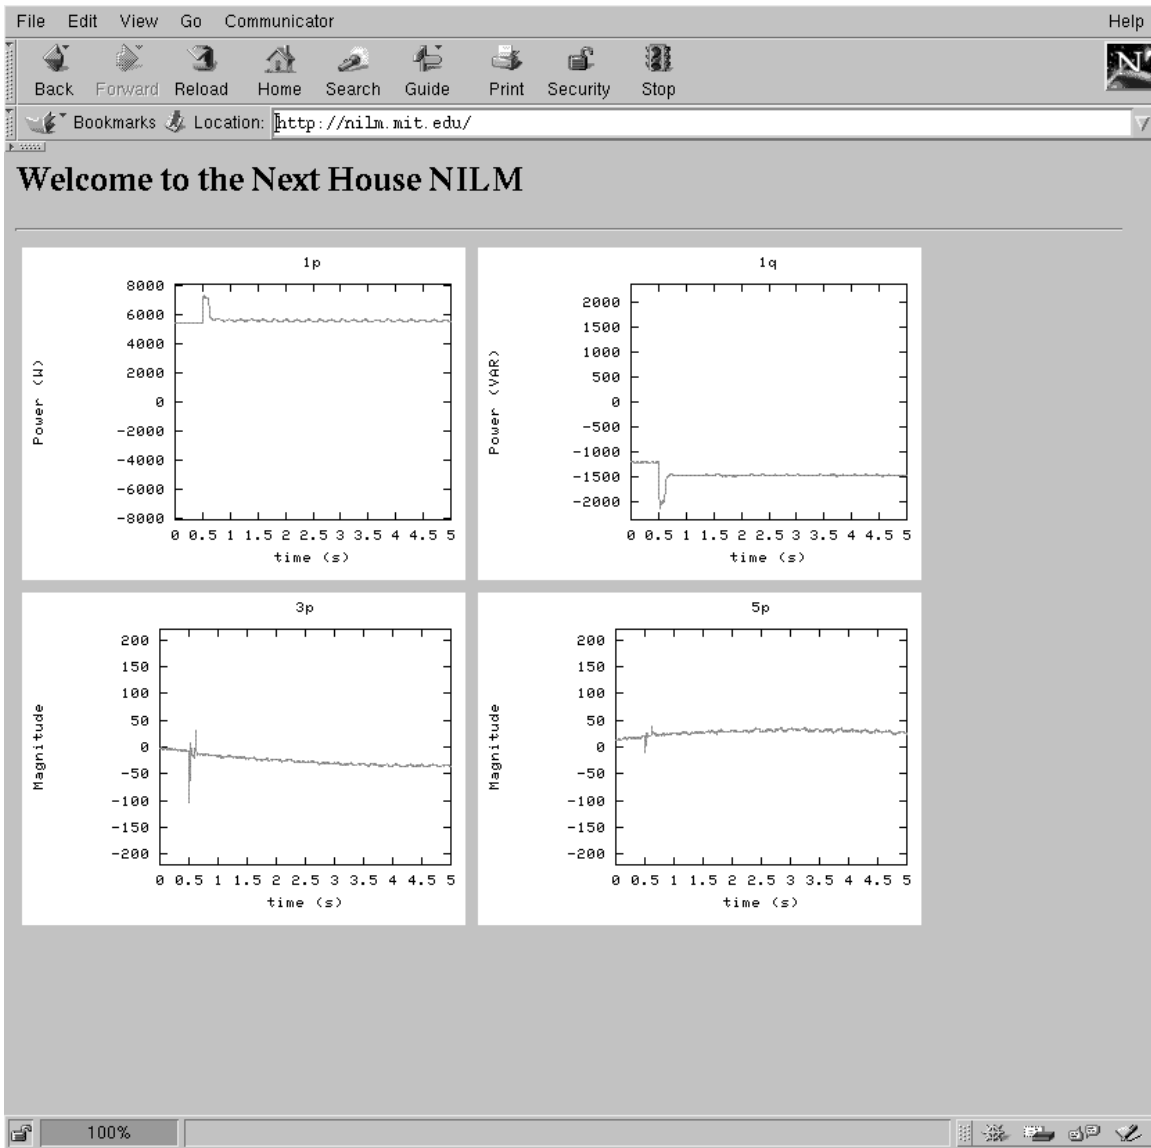 File Edit View Go Communicator Help
Back Forward Reload Home Search Guide Print Security Stop
Bookmarks Location: http://nilm.mit.edu/
Welcome to the Next House NILM
1p
8000
6000
4000
2000
0
-2000
-4000
-6000
-8000
Power (W)
0 0.5 1 1.5 2 2.5 3 3.5 4 4.5 5
time (s)
1q
2000
1500
1000
500
0
-500
-1000
-1500
-2000
Power (VAR)
0 0.5 1 1.5 2 2.5 3 3.5 4 4.5 5
time (s)
3p
200
150
100
50
0
-50
-100
-150
-200
Magnitude
0 0.5 1 1.5 2 2.5 3 3.5 4 4.5 5
time (s)
5p
200
150
100
50
0
-50
-100
-150
-200
Magnitude
0 0.5 1 1.5 2 2.5 3 3.5 4 4.5 5
time (s)
100%